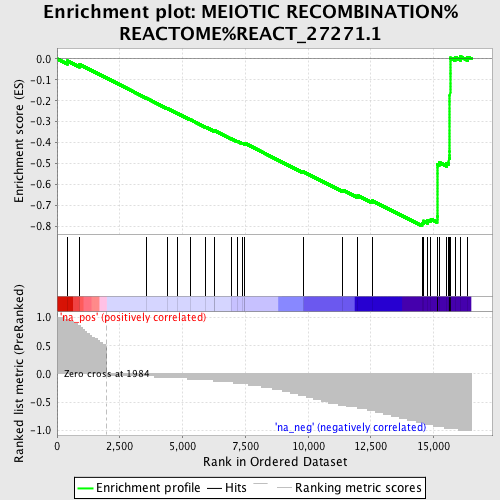 Enrichment plot: MEIOTIC RECOMBINATION%
REACTOME%REACT_27271.1
Enrichment score (ES)
0.0
-0.1
-0.2
-0.3
-0.4
-0.5
-0.6
-0.7
-0.8
Ranked list metric (PreRanked)
1.0
0.5
0.0
-0.5
-1.0
'na_pos' (positively correlated)
Zero cross at 1984
'na_neg' (negatively correlated)
0
2,500
5,000
7,500
10,000
12,500
15,000
Rank in Ordered Dataset
Enrichment profile
Hits
Ranking metric scores